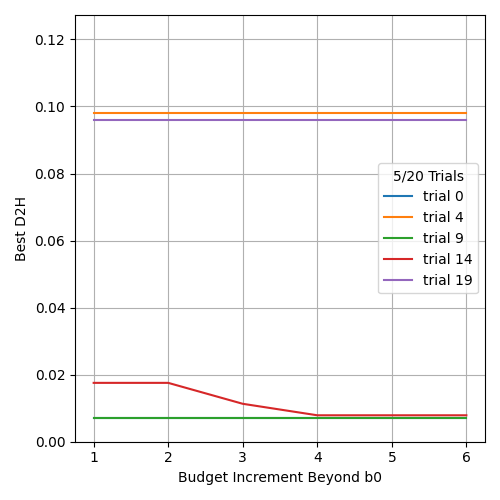 0.12
0.10
0.08
0.06
0.04
0.02
0.00
Best D2H
5/20 Trials
trial 0
trial 4
trial 9
trial 14
trial 19
1 2 3 4 5 6
Budget Increment Beyond b0